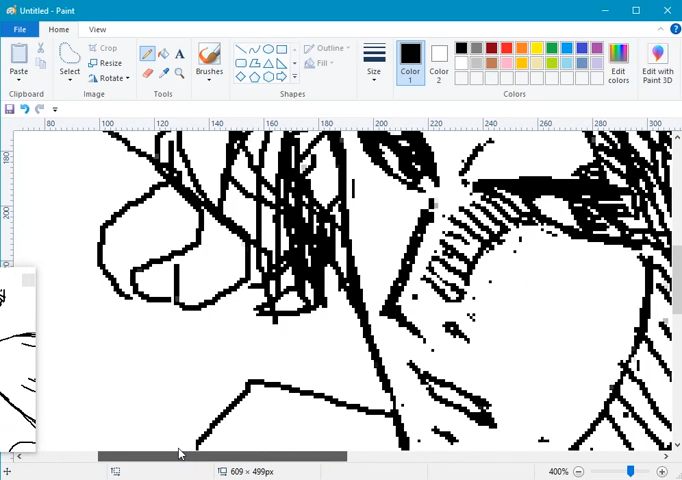 Untitled - Paint
File Home View
Paste
Select
Crop
Resize
Rotate
A
Brushes
Outline
Fill
Size
Color 1
Color 2
Edit colors
Edit with Paint 3D
Clipboard Image Tools Shapes Colors
80 100 120 140 160 180 200 220 240 260 280 300
180
200
609 × 499px
400%